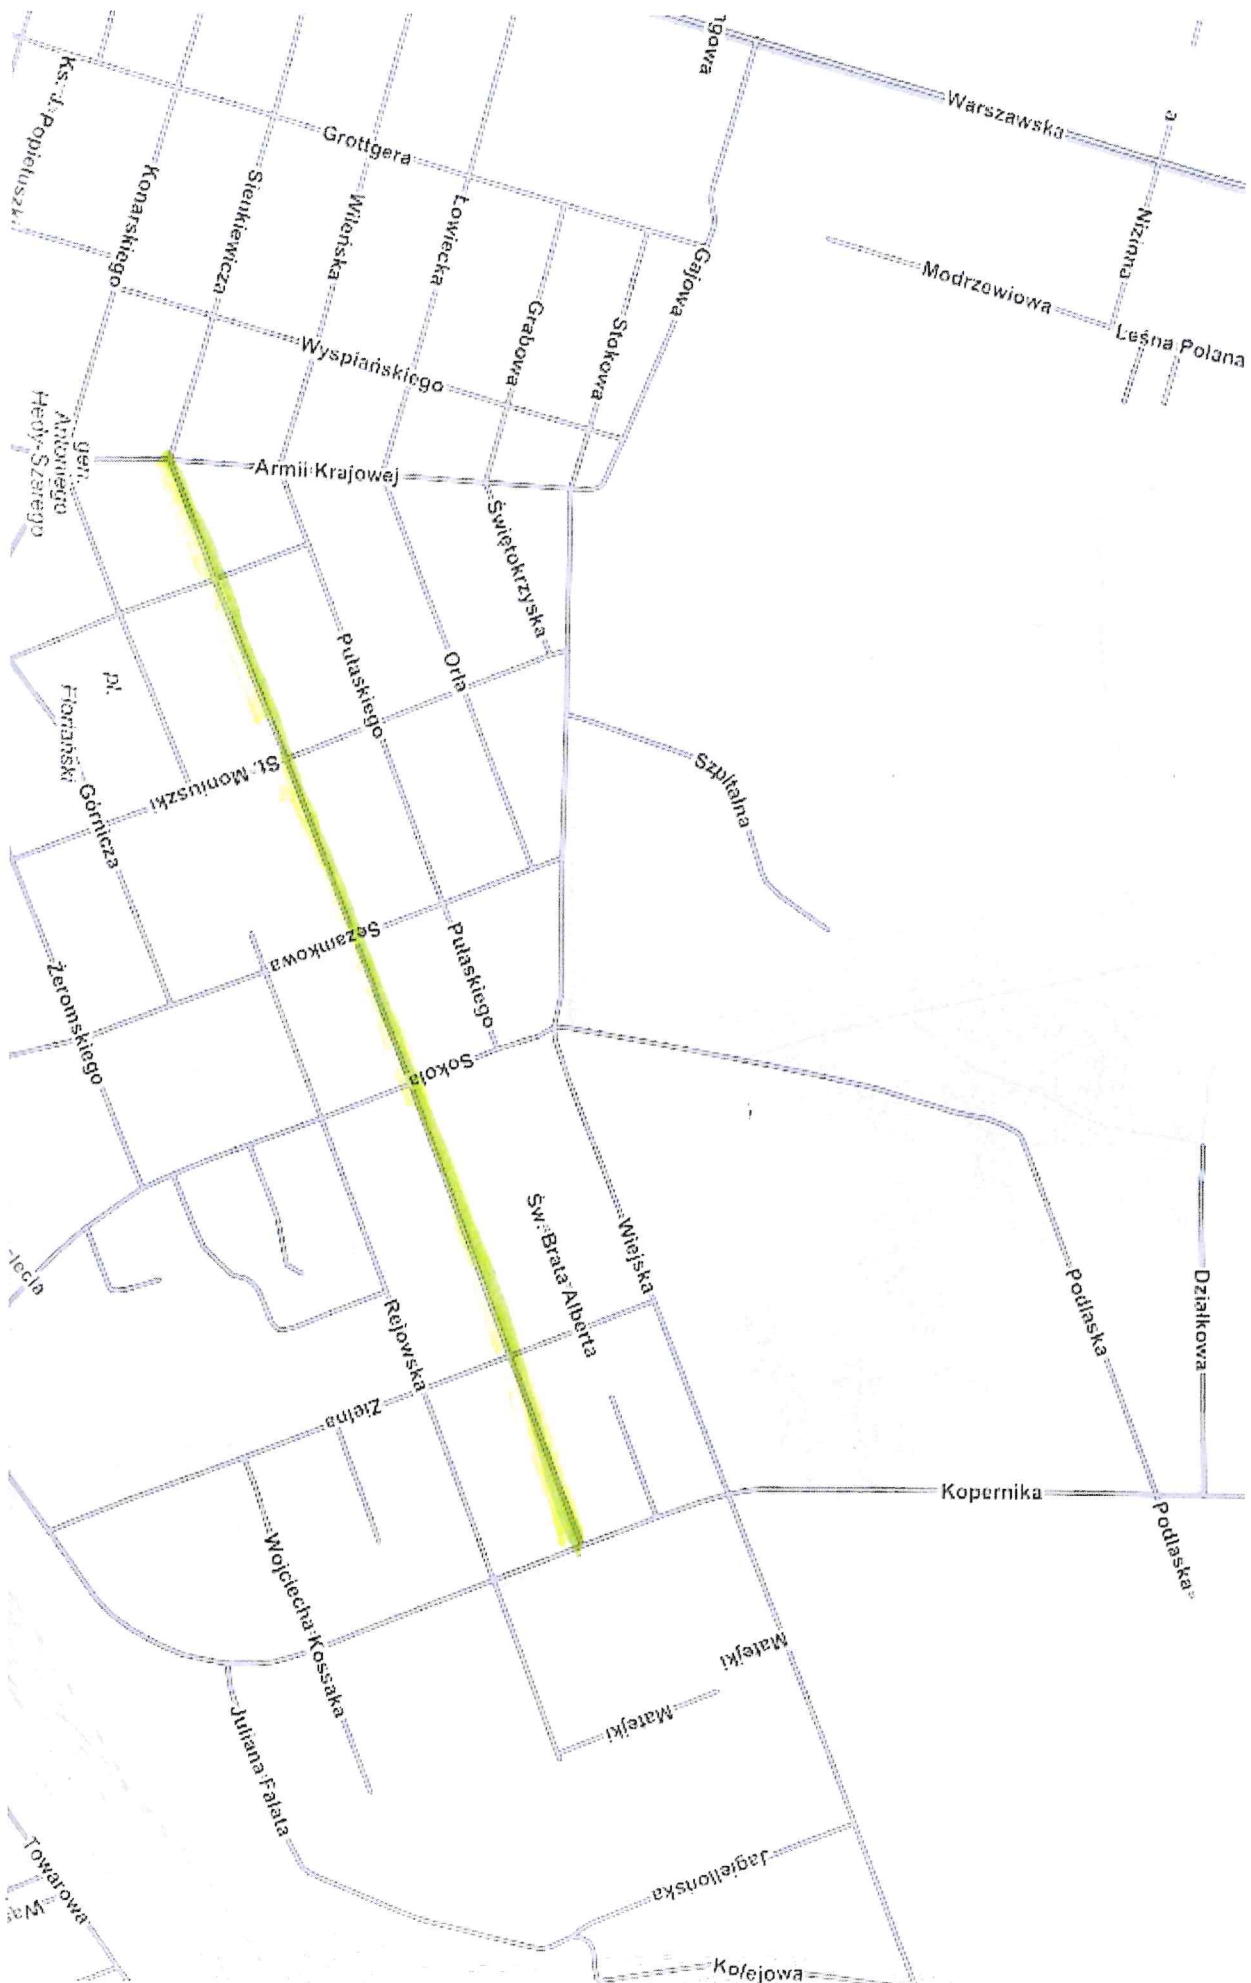 Warszawska
a
Ks. J. Popiełuszki
Grottgera
Konarskiego
Sienkiewicza
Wileńska
Łowiecka
Gajowa
Nizinna
Modrzewiowa
Leśna Polana
Grabowa
Stokowa
Wyspiańskiego
gen.
Antoniego
Hedy-Szarego
Armii Krajowej
Świętokrzyska
Pułaskiego
Orla
pl.
Floriański
Górnicza
St. Moniuszki
Szpitalna
Sezamkowa
Pułaskiego
Żeromskiego
Sokola
Św. Brata Alberta
Wiejska
Podlaska
Działkowa
Rejowska
Zielna
Kopernika
Podlaska
Wojciecha Kossaka
Matejki
Matejki
Juliana Fałata
Jagiellońska
Towarowa
Kolejowa